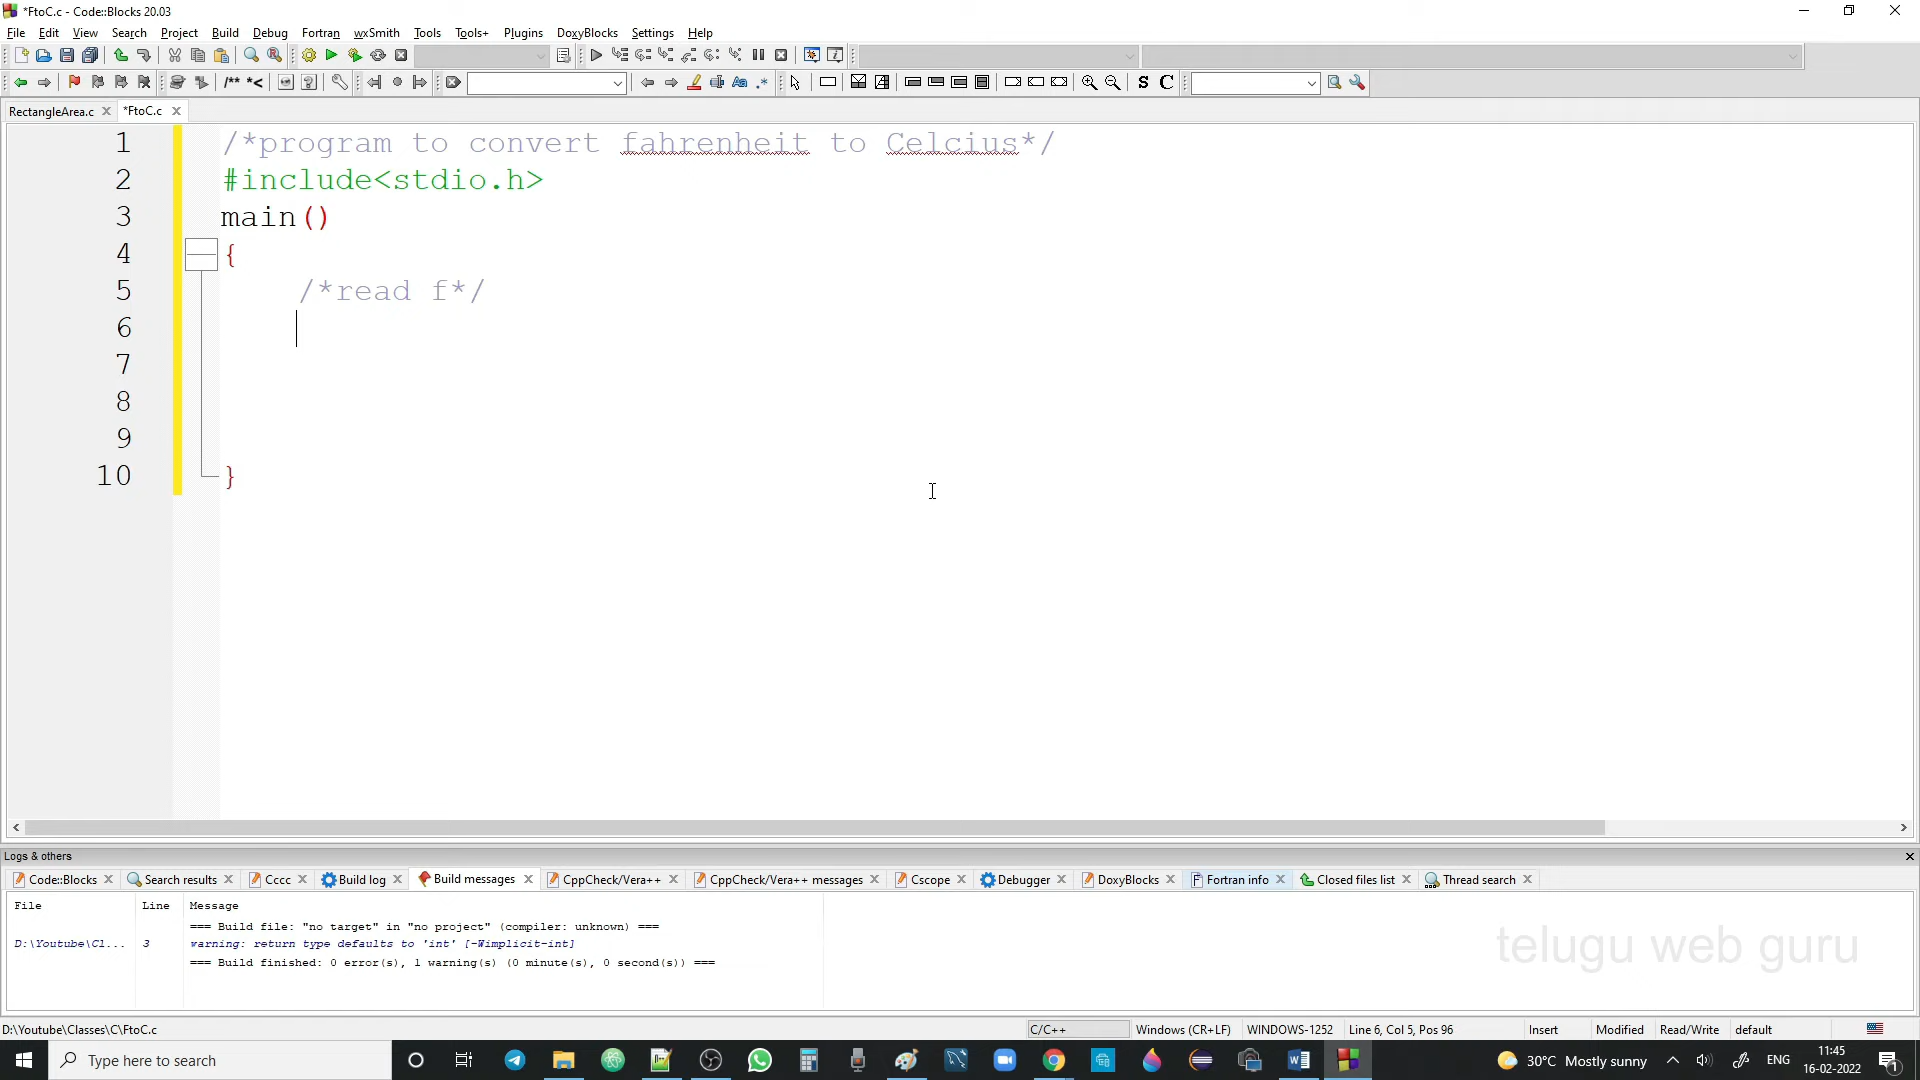 *FtoC.c - Code::Blocks 20.03
File Edit View Search Project Build Debug Fortran wxSmith Tools Tools+ Plugins DoxyBlocks Settings Help
/** *< Aa .* S C
RectangleArea.c *FtoC.c
1 /*program to convert fahrenheit to Celcius*/
2 #include<stdio.h>
3 main()
4 {
5 /*read f*/
6
7
8
9
10 }
Logs & others
Code::Blocks Search results Cccc Build log Build messages CppCheck/Vera++ CppCheck/Vera++ messages Cscope Debugger DoxyBlocks Fortran info Closed files list Thread search
File Line Message
=== Build file: "no target" in "no project" (compiler: unknown) ===
D:\Youtube\Cl... 3 warning: return type defaults to 'int' [-Wimplicit-int]
=== Build finished: 0 error(s), 1 warning(s) (0 minute(s), 0 second(s)) ===
telugu web guru
D:\Youtube\Classes\C\FtoC.c C/C++ Windows (CR+LF) WINDOWS-1252 Line 6, Col 5, Pos 96 Insert Modified Read/Write default
Type here to search 30°C Mostly sunny ENG 11:45
16-02-2022 1